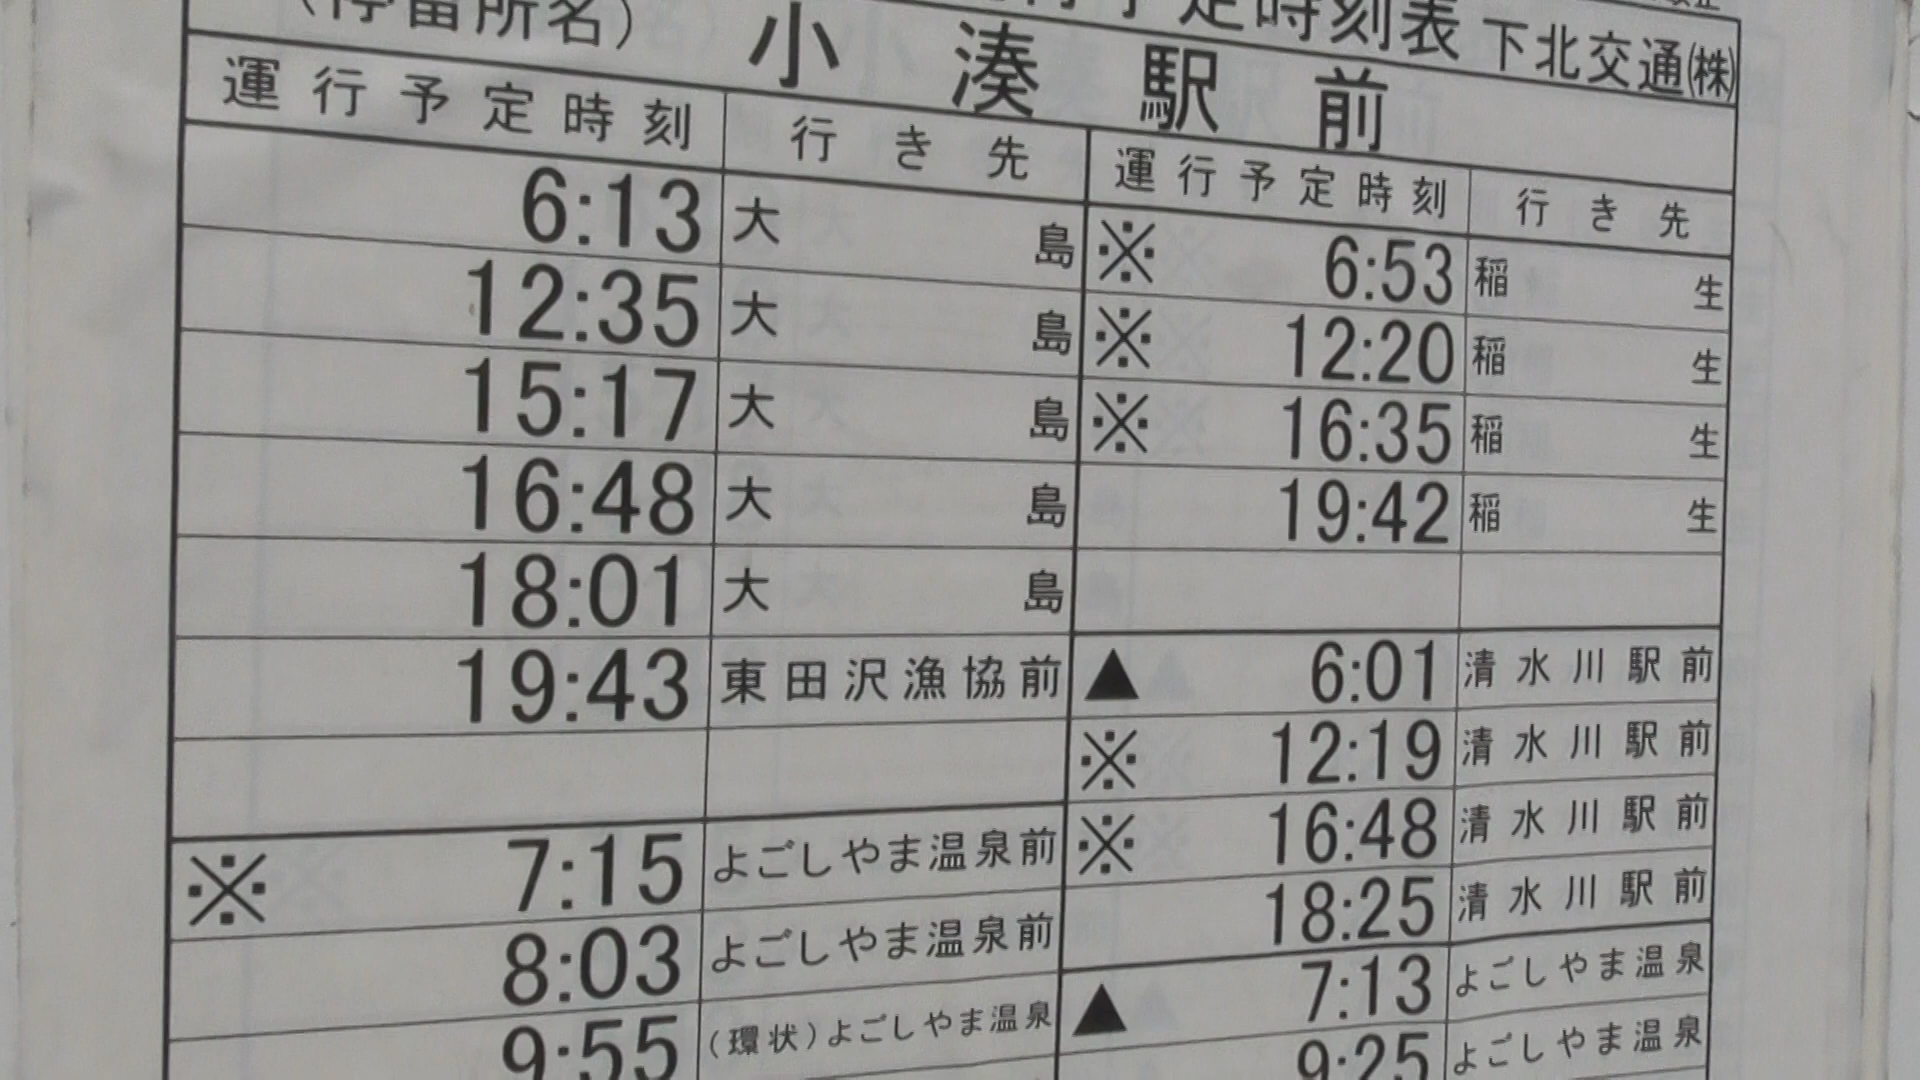 (停留所名) 小湊駅前
予定時刻表 下北交通㈱
運行予定時刻 行き先
6:13 大島
12:35 大島
15:17 大島
16:48 大島
18:01 大島
19:43 東田沢漁協前
※ 7:15 よごしやま温泉前
8:03 よごしやま温泉前
9:55 (環状)よごしやま温泉
運行予定時刻 行き先
※ 6:53 稲生
※ 12:20 稲生
※ 16:35 稲生
19:42 稲生
▲ 6:01 清水川駅前
※ 12:19 清水川駅前
※ 16:48 清水川駅前
18:25 清水川駅前
▲ 7:13 よごしやま温泉
9:25 よごしやま温泉